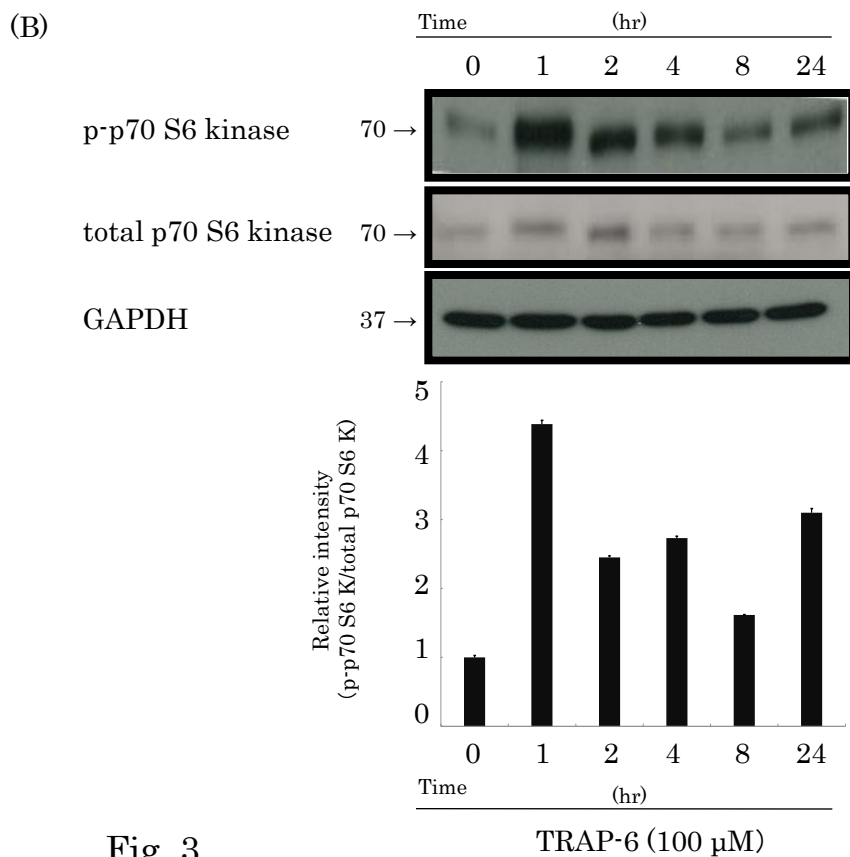 (B)
Time (hr)
0 1 2 4 8 24
p-p70 S6 kinase 70 →
total p70 S6 kinase 70 →
GAPDH 37 →
Relative intensity
(p-p70 S6 K/total p70 S6 K)
5
4
3
2
1
0
0 1 2 4 8 24
Time (hr)
TRAP-6 (100 µM)
Fig. 3